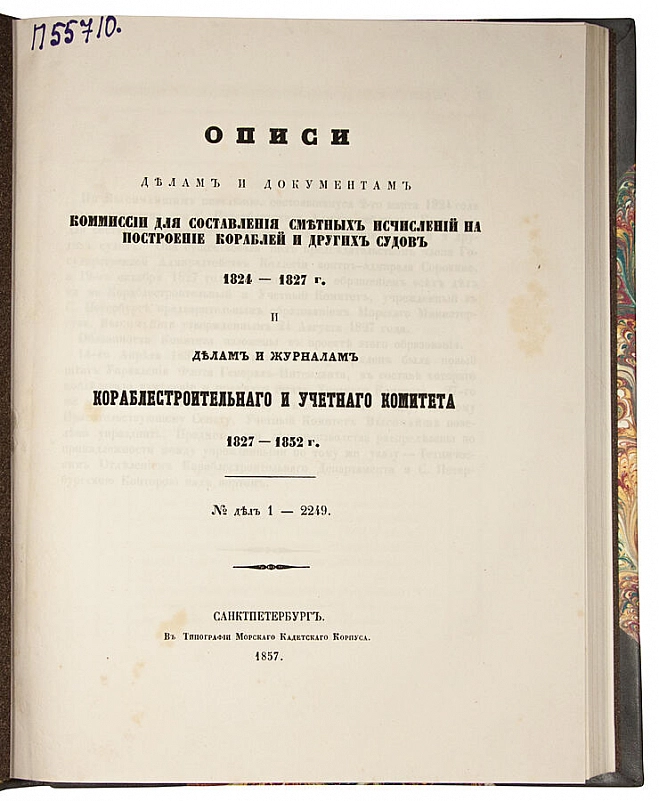 П55710.
ОПИСИ
ДѢЛАМЪ И ДОКУМЕНТАМЪ
КОММИССІИ ДЛЯ СОСТАВЛЕНІЯ СМѢТНЫХЪ ИСЧИСЛЕНІЙ НА
ПОСТРОЕНІЕ КОРАБЛЕЙ И ДРУГИХЪ СУДОВЪ
1824 — 1827 г.
И
ДѢЛАМЪ И ЖУРНАЛАМЪ
КОРАБЛЕСТРОИТЕЛЬНАГО И УЧЕТНАГО КОМИТЕТА
1827 — 1852 г.
№ дѣлъ 1 — 2249.
САНКТПЕТЕРБУРГЪ.
Въ Типографіи Морскаго Кадетскаго Корпуса.
1857.